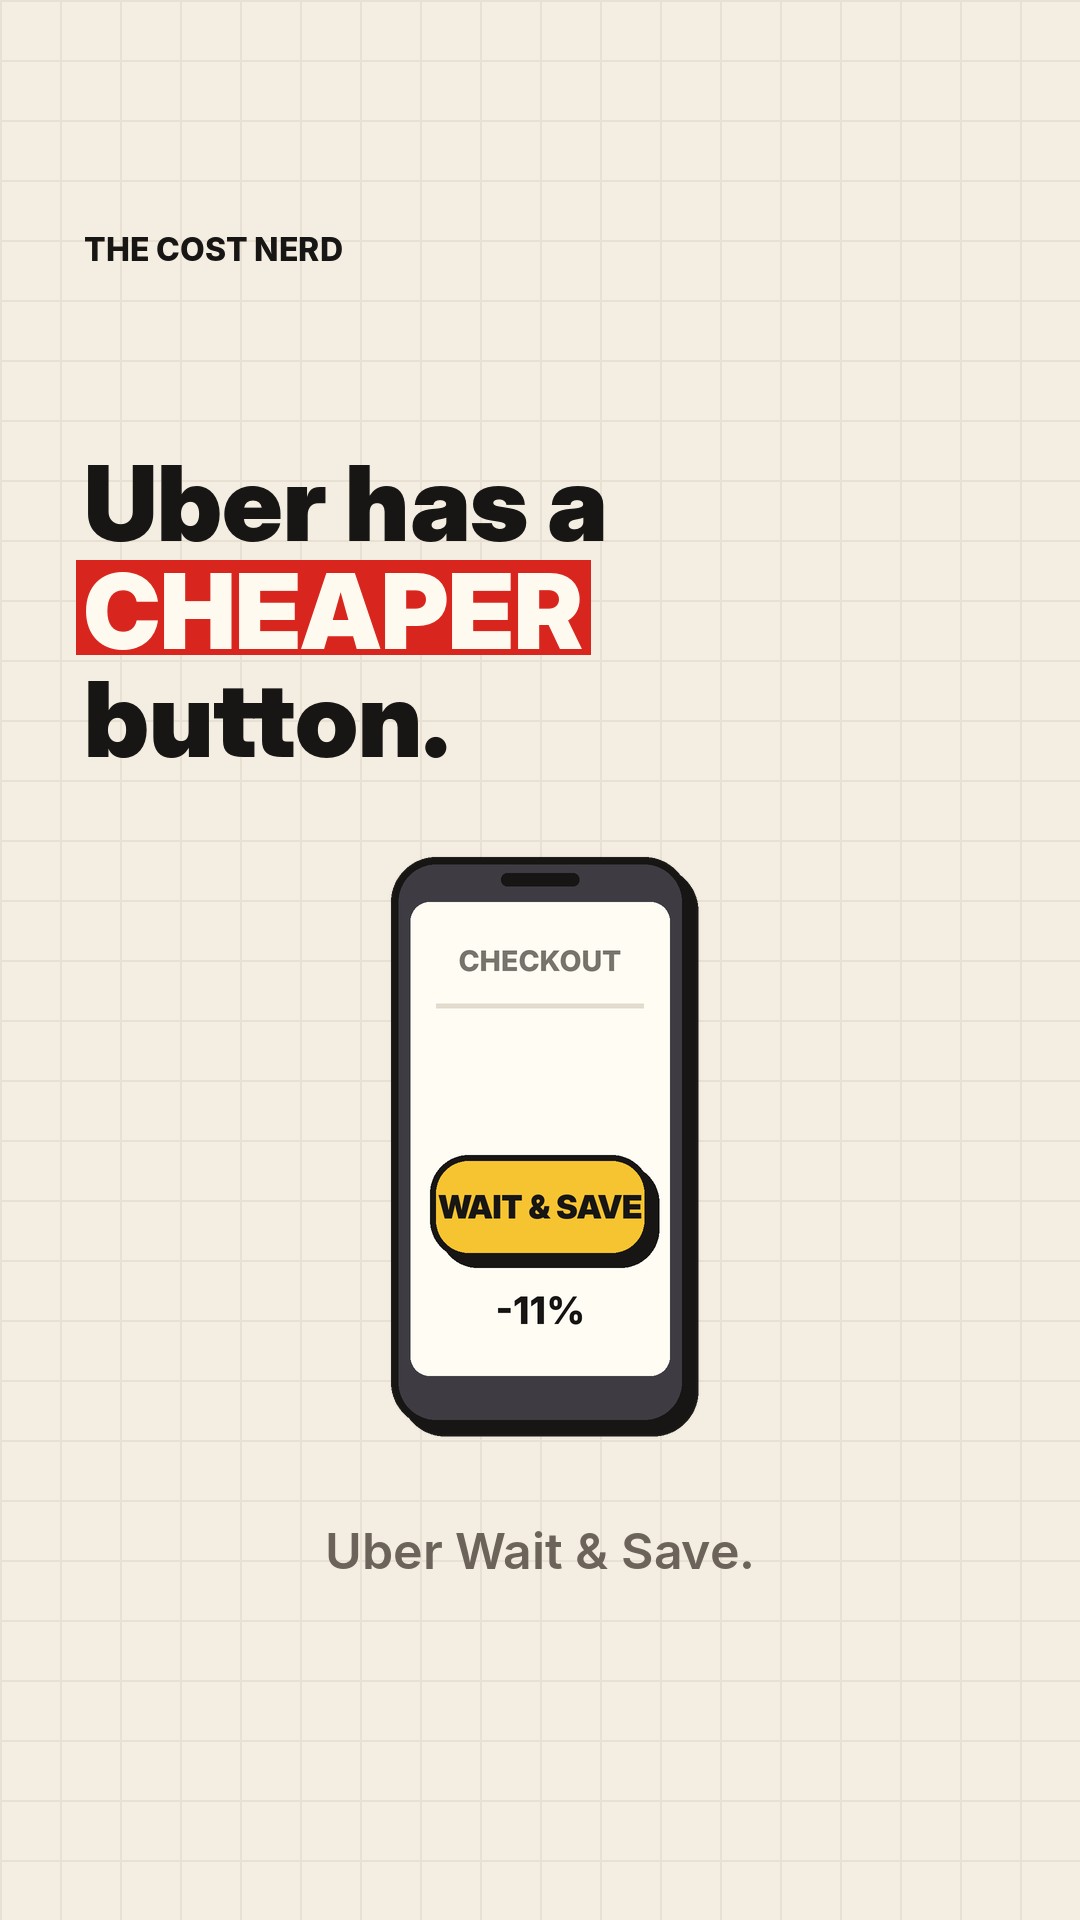 THE COST NERD
Uber has a
CHEAPER
button.
CHECKOUT
WAIT & SAVE
-11%
Uber Wait & Save.